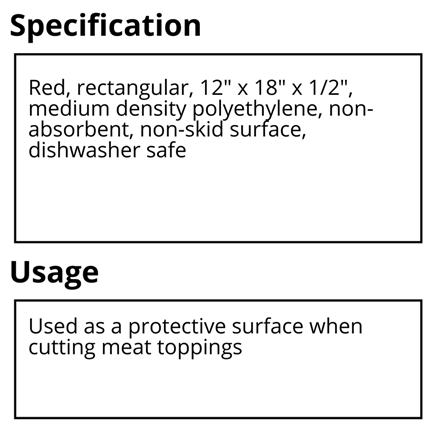 Specification
Red, rectangular, 12" x 18" x 1/2",
medium density polyethylene, non-
absorbent, non-skid surface,
dishwasher safe
Usage
Used as a protective surface when
cutting meat toppings